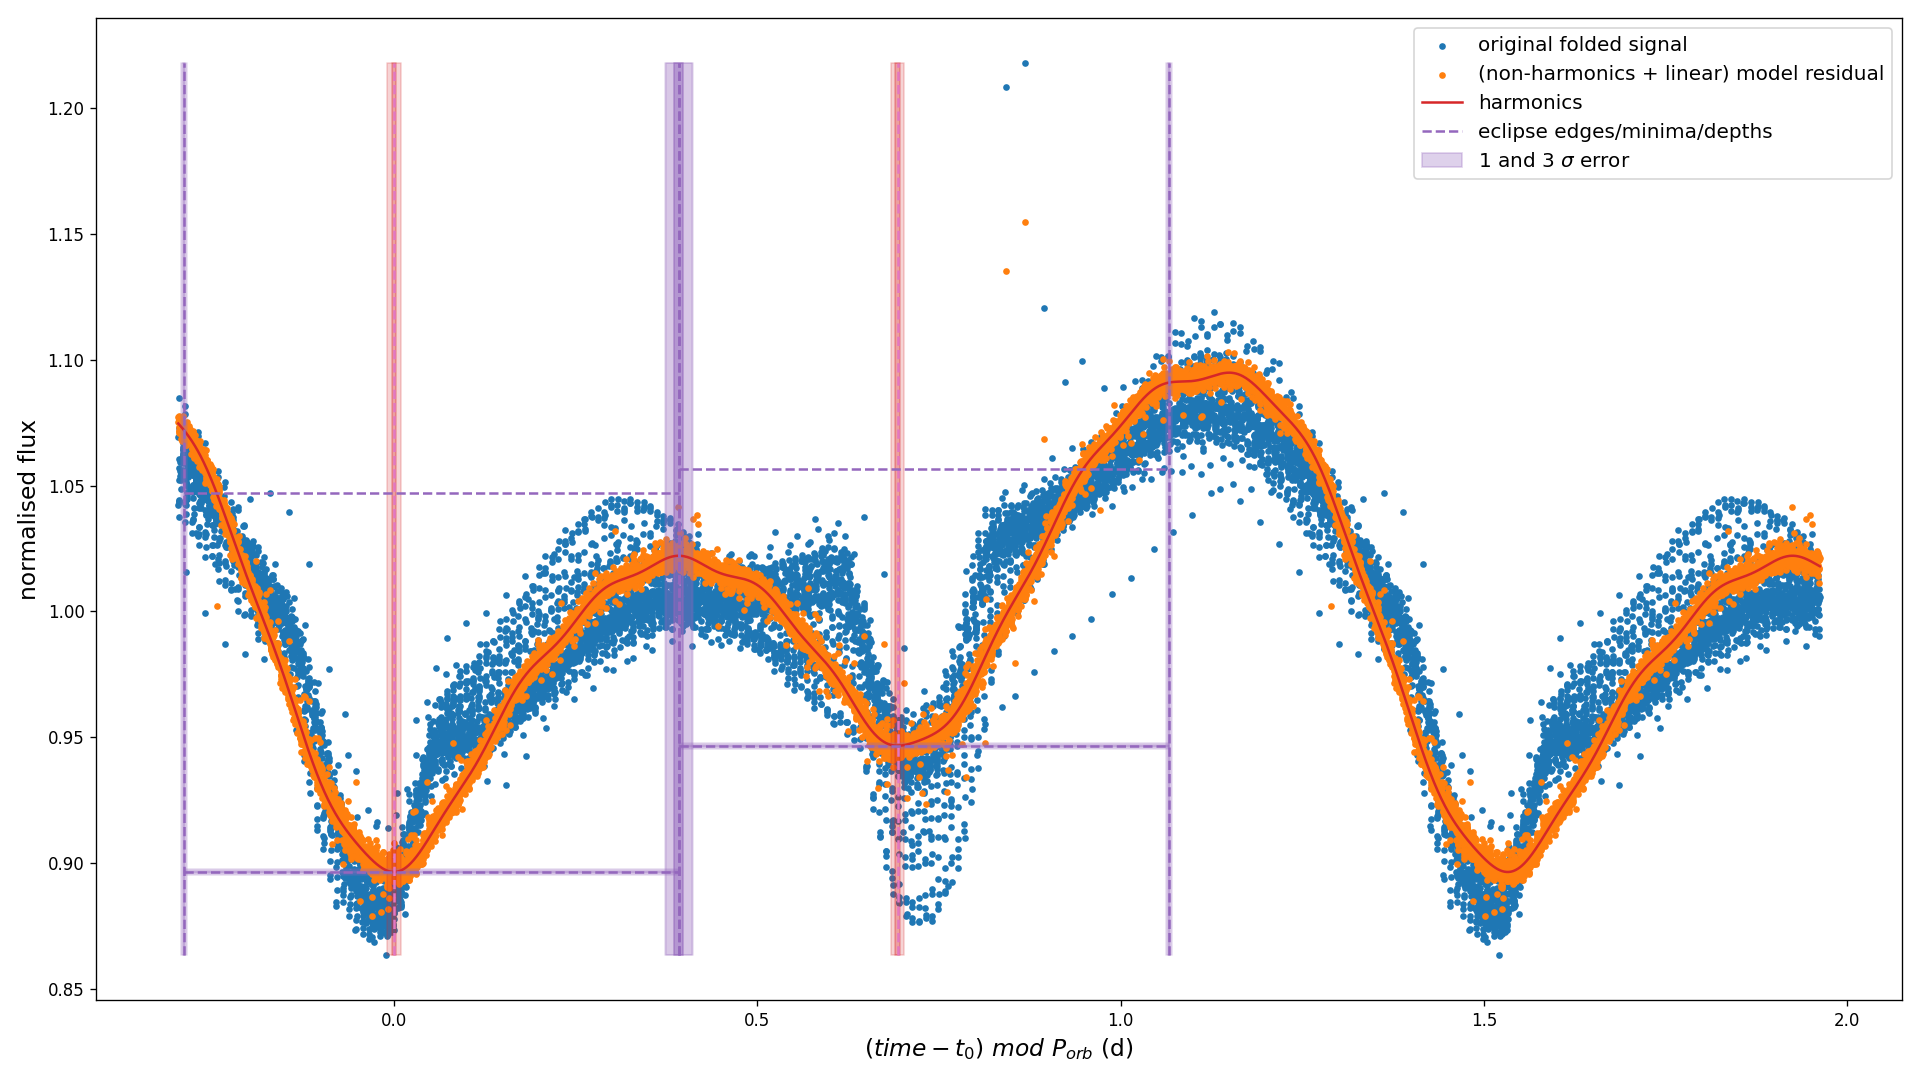 original folded signal
(non-harmonics + linear) model residual
harmonics
eclipse edges/minima/depths
1 and 3 σ error
normalised flux
1.20
1.15
1.10
1.05
1.00
0.95
0.90
0.85
0.0 0.5 1.0 1.5 2.0
(time − t₀) mod Pₒᵣb (d)